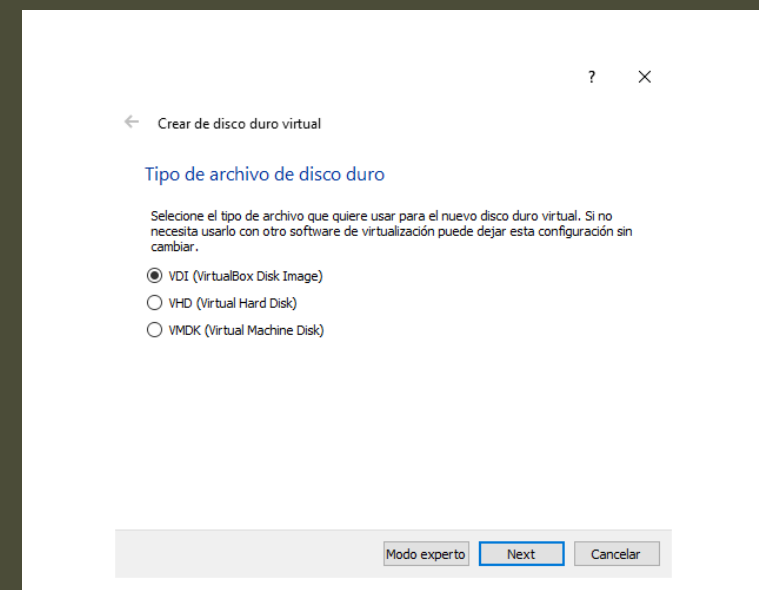 ?
Crear de disco duro virtual
Tipo de archivo de disco duro
Selecione el tipo de archivo que quiere usar para el nuevo disco duro virtual. Si no
necesita usarlo con otro software de virtualización puede dejar esta configuración sin
cambiar.
VDI (VirtualBox Disk Image)
VHD (Virtual Hard Disk)
VMDK (Virtual Machine Disk)
Modo experto Next Cancelar